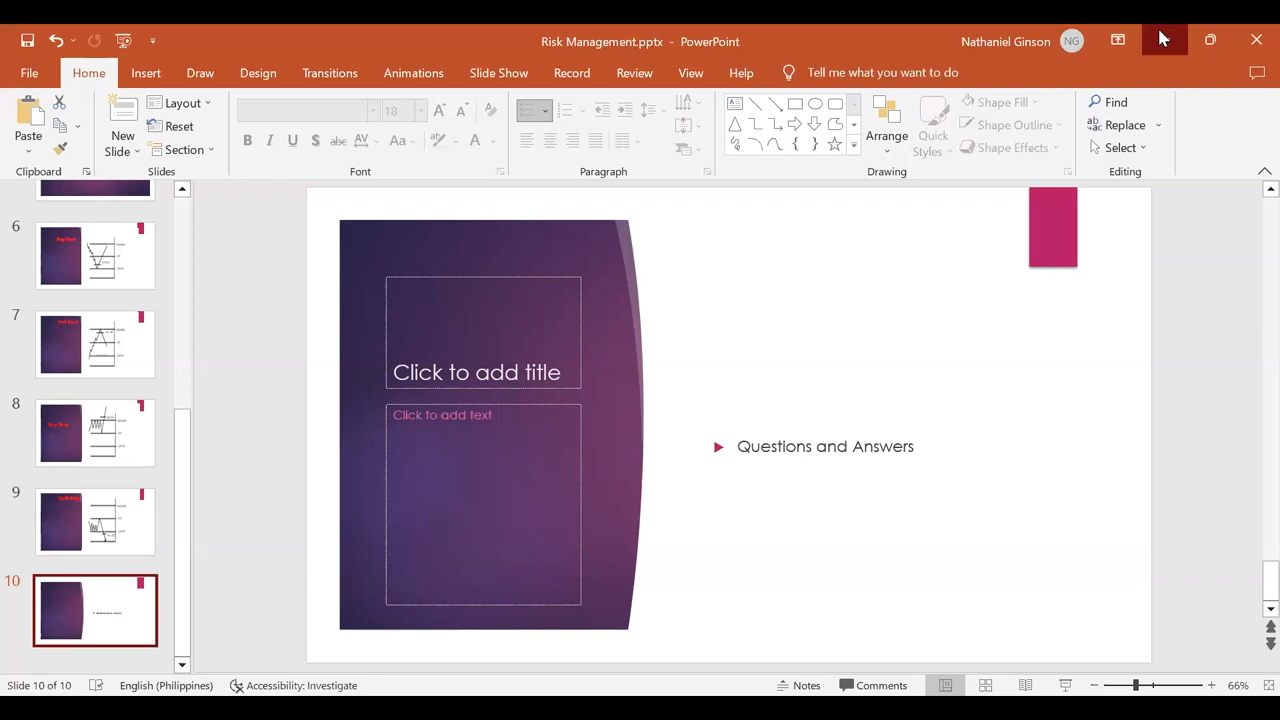 Risk Management.pptx - PowerPoint
Nathaniel Ginson NG
File Home Insert Draw Design Transitions Animations Slide Show Record Review View Help Tell me what you want to do
Paste
Clipboard
New
Slide
Layout
Reset
Section
Slides
18
B I U S abc AV Aa A
Font
Paragraph
Arrange
Quick
Styles
Shape Fill
Shape Outline
Shape Effects
Drawing
Find
Replace
Select
Editing
6
7
8
9
10
Click to add title
Click to add text
Questions and Answers
Slide 10 of 10 English (Philippines) Accessibility: Investigate Notes Comments 66%